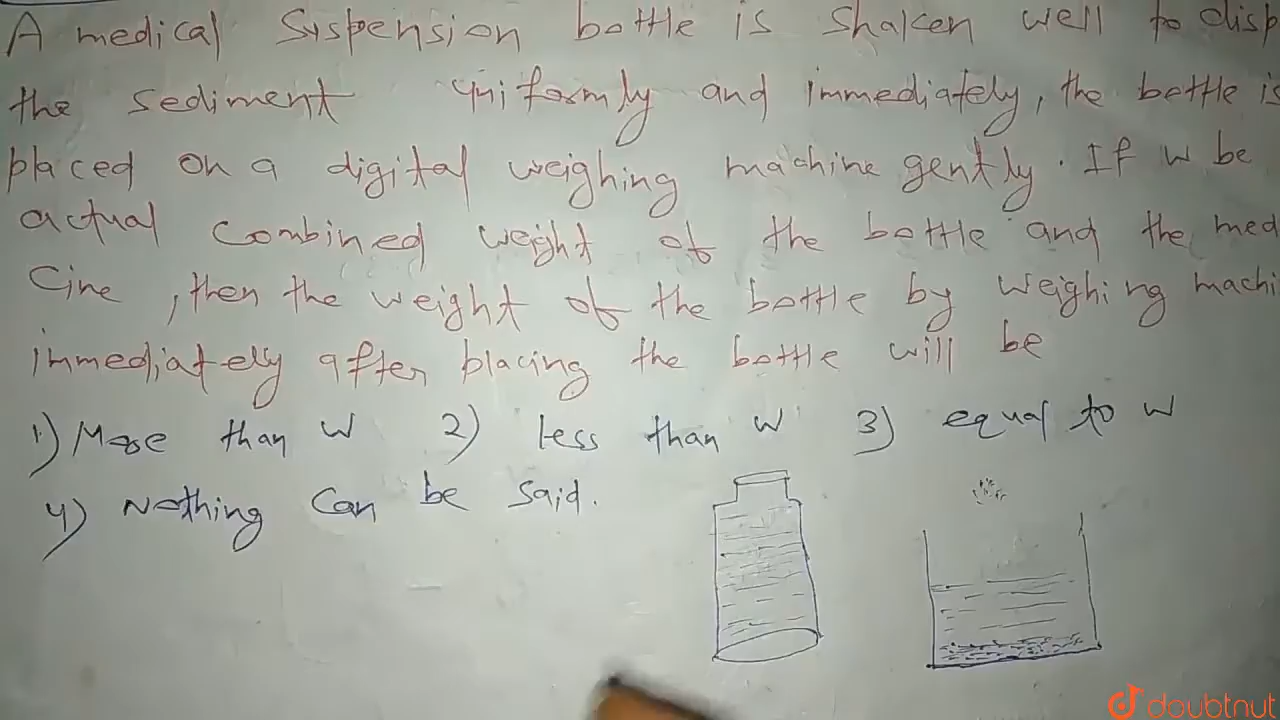 A medical Suspension bottle is shaken well to disp
the sediment uniformly and immediately, the bottle is
placed on a digital weighing machine gently. If w be
actual combined weight of the bottle and the med
cine, then the weight of the bottle by weighing machi
immediately after placing the bottle will be
1) More than W 2) Less than W 3) equal to W
4) Nothing can be said.
doubtnut